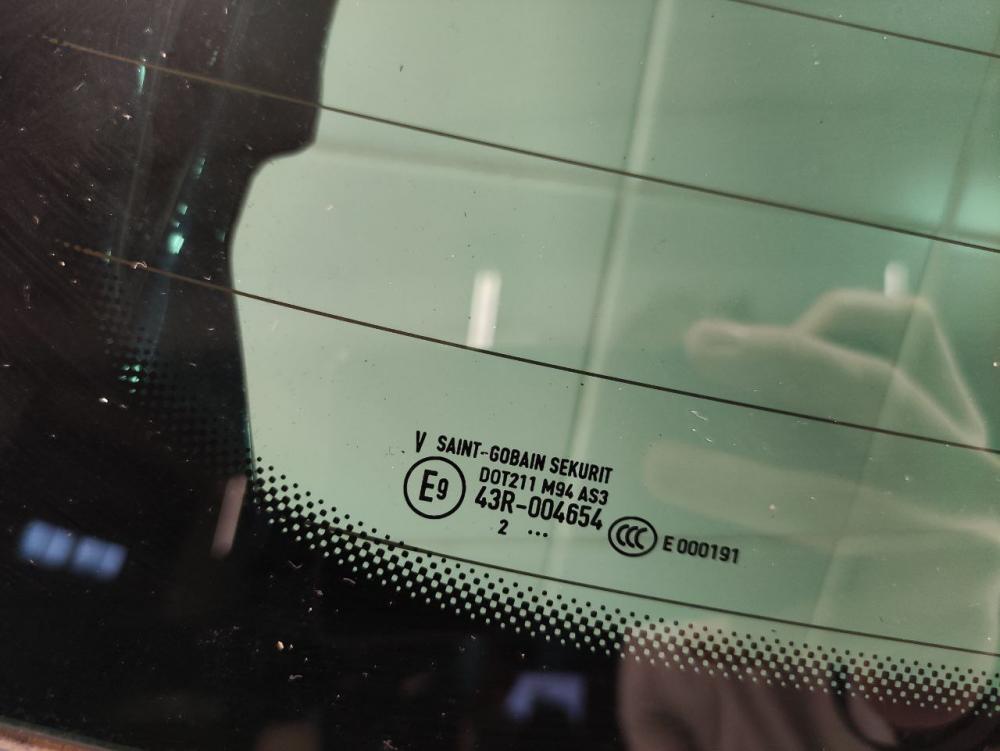 V SAINT-GOBAIN SEKURIT
E9 DOT211 M94 AS3
43R-004654
2 ...
CCC E 000191